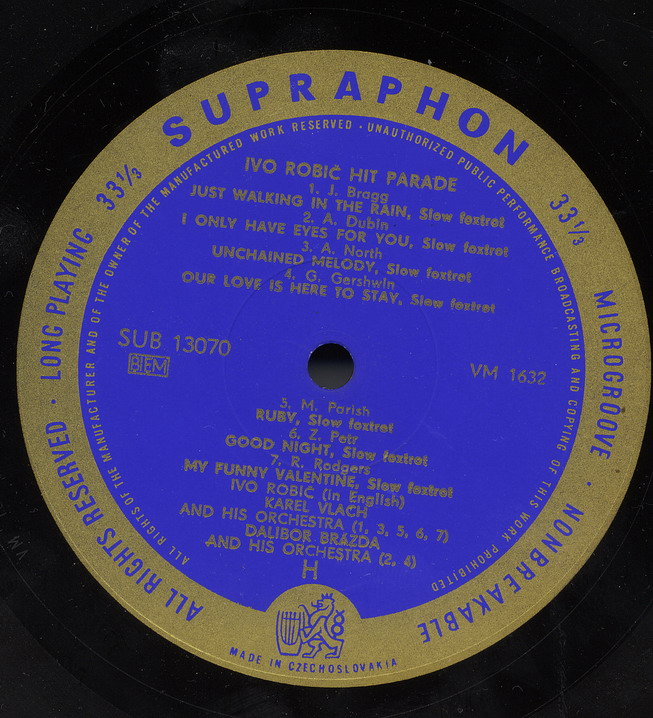 SUPRAPHON
33⅓
33⅓
LONG PLAYING
MICROGROOVE · NONBREAKABLE
ALL RIGHTS RESERVED ·
ALL RIGHTS OF THE MANUFACTURER AND OF THE OWNER OF THE MANUFACTURED WORK RESERVED · UNAUTHORIZED PUBLIC PERFORMANCE BROADCASTING AND COPYING OF THIS WORK PROHIBITED
IVO ROBIČ HIT PARADE
1. J. Bragg
JUST WALKING IN THE RAIN, Slow foxtrot
2. A. Dubin
I ONLY HAVE EYES FOR YOU, Slow foxtrot
3. A. North
UNCHAINED MELODY, Slow foxtrot
4. G. Gershwin
OUR LOVE IS HERE TO STAY, Slow foxtrot
SUB 13070
BIEM
VM 1632
5. M. Parish
RUBY, Slow foxtrot
6. Z. Petr
GOOD NIGHT, Slow foxtrot
7. R. Rodgers
MY FUNNY VALENTINE, Slow foxtrot
IVO ROBIČ (in English)
KAREL VLACH
AND HIS ORCHESTRA (1, 3, 5, 6, 7)
DALIBOR BRÁZDA
AND HIS ORCHESTRA (2, 4)
H
MADE IN CZECHOSLOVAKIA